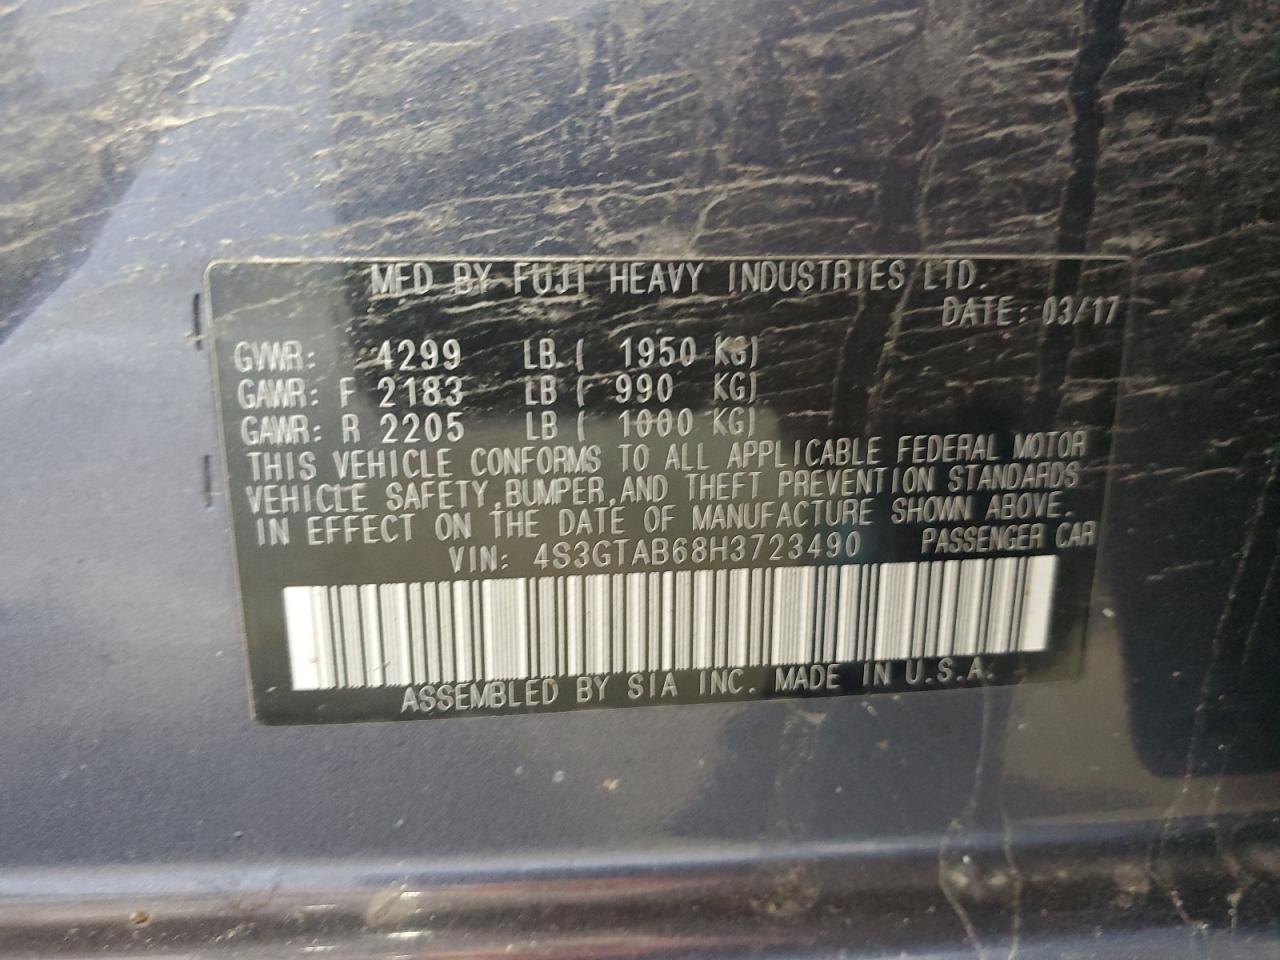 MFD BY FUJI HEAVY INDUSTRIES LTD.
DATE: 03/17
GVWR: 4299 LB ( 1950 KG)
GAWR: F 2183 LB ( 990 KG)
GAWR: R 2205 LB ( 1000 KG)
THIS VEHICLE CONFORMS TO ALL APPLICABLE FEDERAL MOTOR
VEHICLE SAFETY,BUMPER,AND THEFT PREVENTION STANDARDS
IN EFFECT ON THE DATE OF MANUFACTURE SHOWN ABOVE.
VIN: 4S3GTAB68H3723490 PASSENGER CAR
ASSEMBLED BY SIA INC. MADE IN U.S.A.